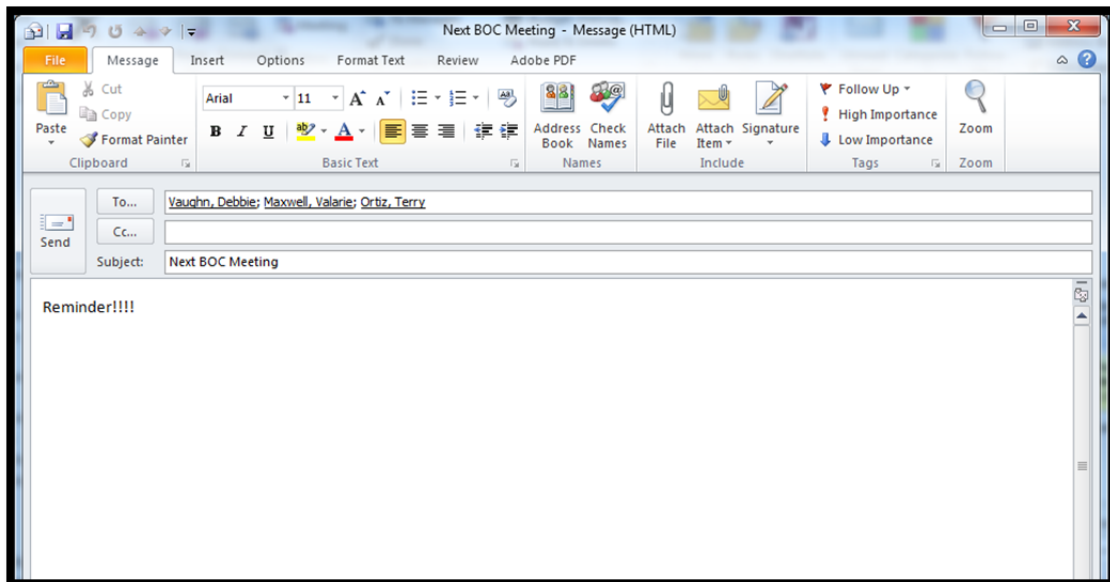 Next BOC Meeting - Message (HTML)
File Message Insert Options Format Text Review Adobe PDF
Paste
Cut
Copy
Format Painter
Clipboard
Arial 11
B I U
Basic Text
Address Book
Check Names
Names
Attach File
Attach Item
Signature
Include
Follow Up
High Importance
Low Importance
Tags
Zoom
Zoom
Send
To... Vaughn, Debbie; Maxwell, Valarie; Ortiz, Terry
Cc...
Subject: Next BOC Meeting
Reminder!!!!